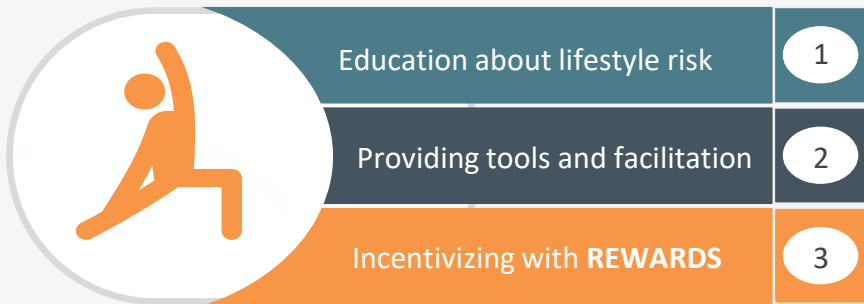 Education about lifestyle risk 1
Providing tools and facilitation 2
Incentivizing with REWARDS 3